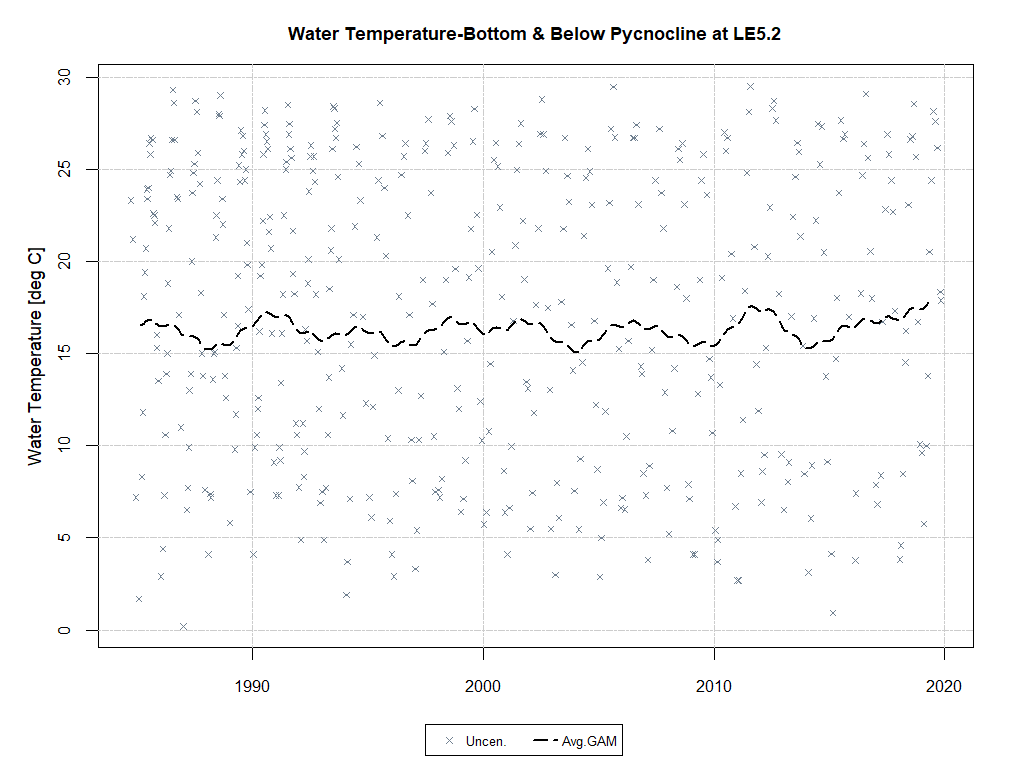 Water Temperature-Bottom & Below Pycnocline at LE5.2
Water Temperature [deg C]
30
25
20
15
10
5
0
1990
2000
2010
2020
Uncen.
Avg.GAM